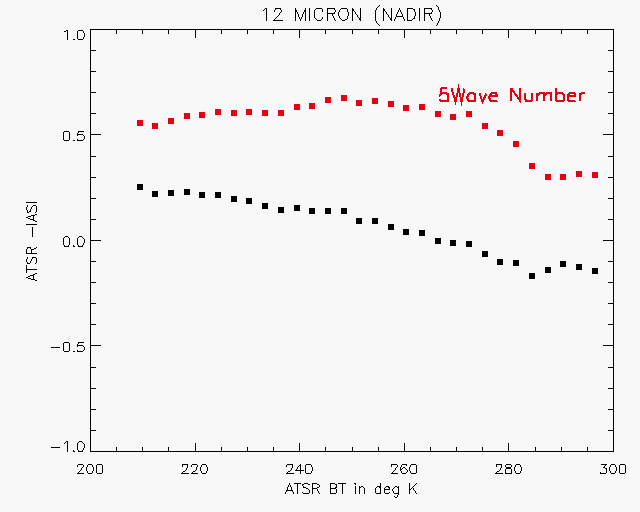 12 MICRON (NADIR)
1.0
5Wave Number
0.5
0.0
-0.5
-1.0
ATSR -IASI
200 220 240 260 280 300
ATSR BT in deg K